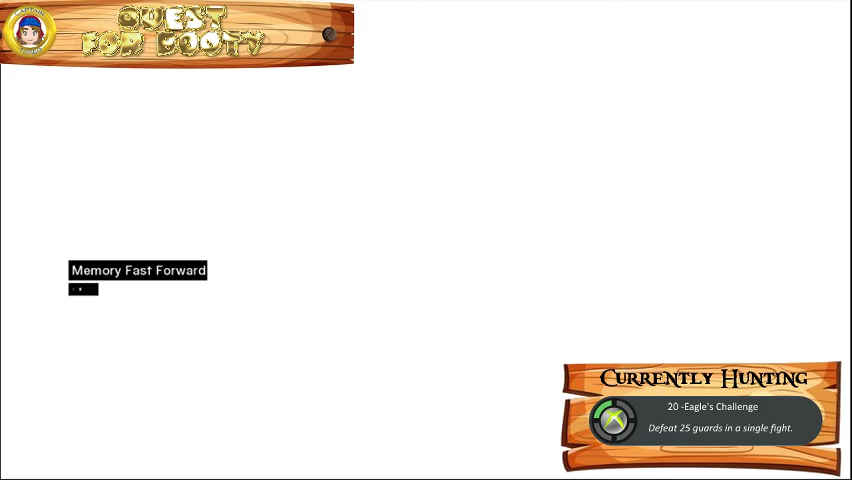 QUEST
FOR BOOTY
Memory Fast Forward
CURRENTLY HUNTING
20 -Eagle's Challenge
Defeat 25 guards in a single fight.